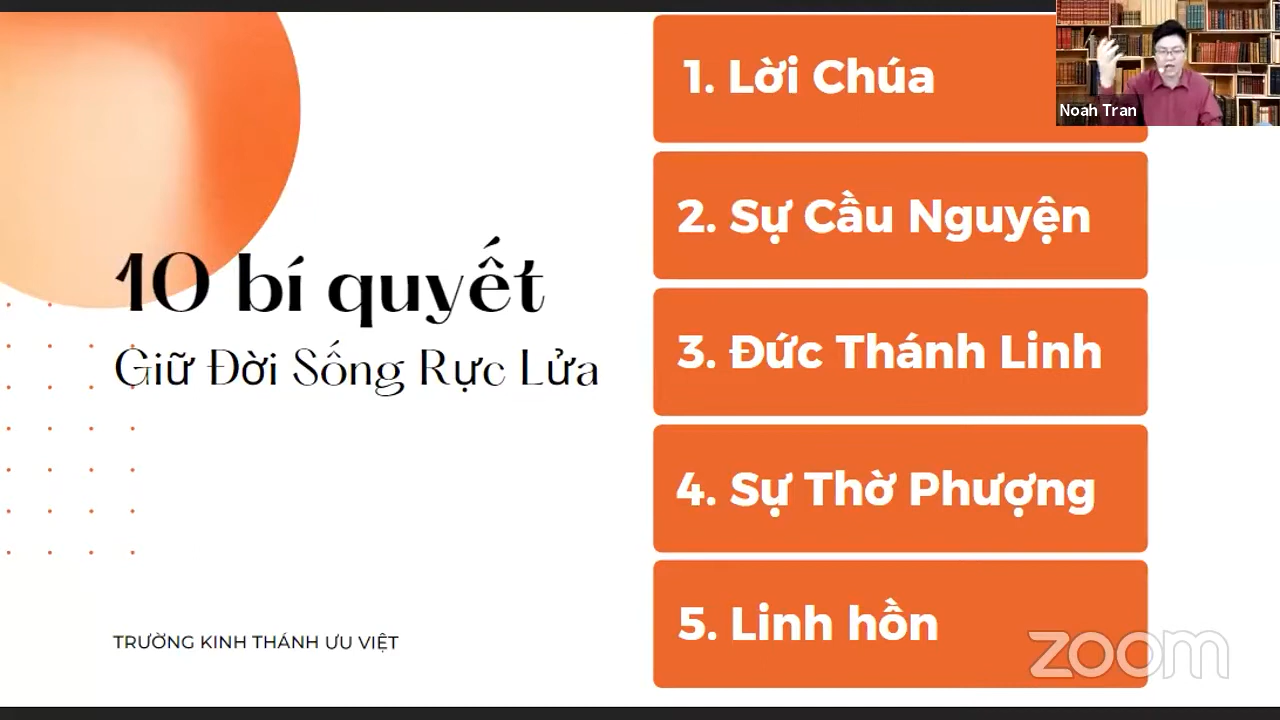 10 bí quyết
Giữ Đời Sống Rực Lửa
TRƯỜNG KINH THÁNH ƯU VIỆT
1. Lời Chúa
2. Sự Cầu Nguyện
3. Đức Thánh Linh
4. Sự Thờ Phượng
5. Linh hồn
Noah Tran
zoom